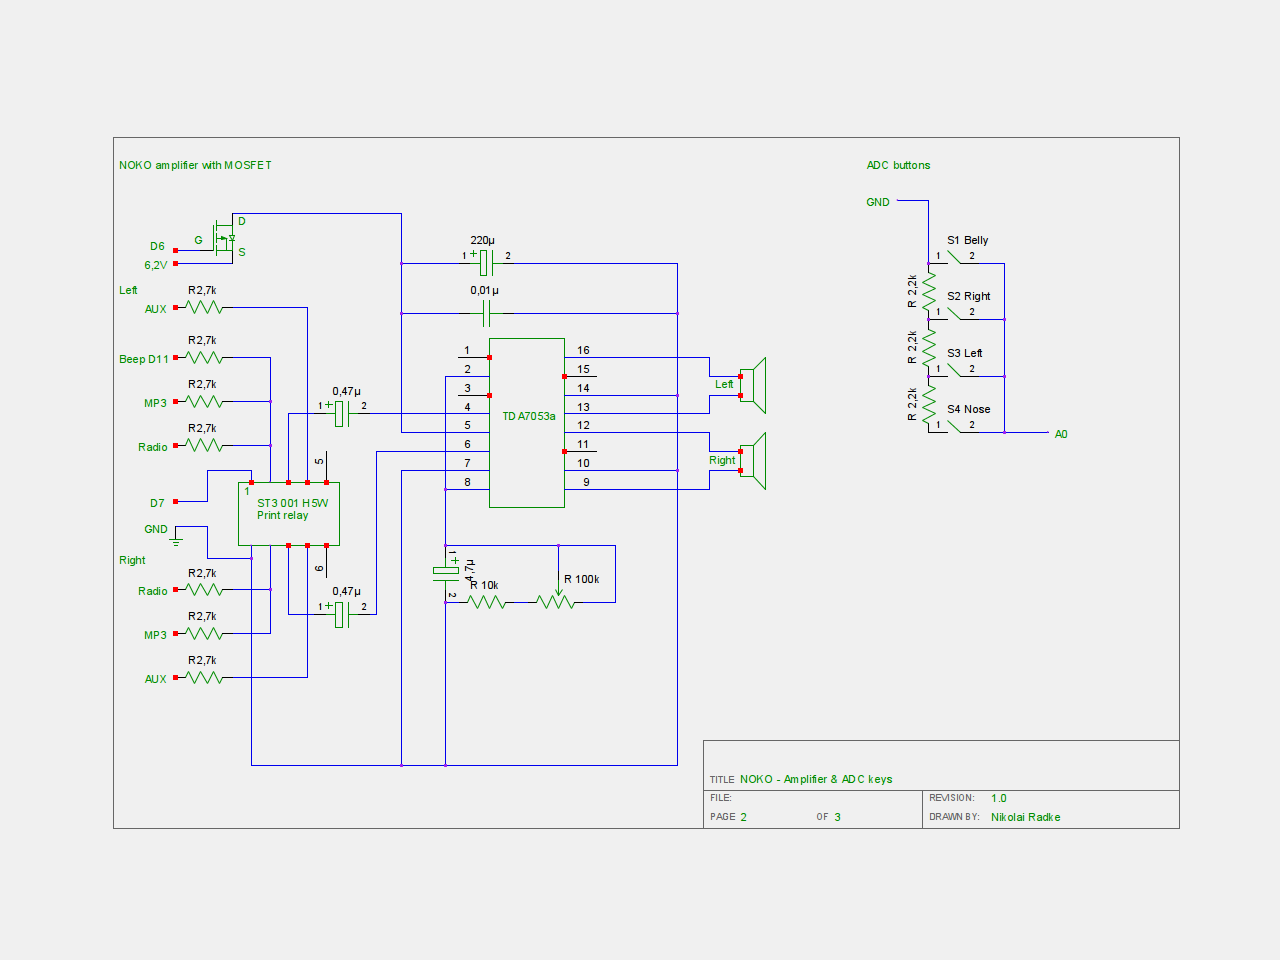 NOKO amplifier with MOSFET
ADC buttons
GND
D
G
S
D6
6,2V
Left
AUX
R2,7k
Beep D11
R2,7k
MP3
R2,7k
Radio
R2,7k
D7
GND
Right
Radio
R2,7k
MP3
R2,7k
AUX
R2,7k
1
ST3 001 H5W
Print relay
5
6
0,47µ
1 + 2
0,47µ
1 + 2
220µ
1 + 2
0,01µ
1
2
3
4
5
6
7
8
TDA7053a
16
15
14
13
12
11
10
9
Left
Right
1
+
4,7µ
2
R 10k
R 100k
S1 Belly
1 2
R 2,2k
S2 Right
1 2
R 2,2k
S3 Left
1 2
R 2,2k
S4 Nose
1 2
A0
TITLE NOKO - Amplifier & ADC keys
FILE:
REVISION: 1.0
PAGE 2 OF 3
DRAWN BY: Nikolai Radke